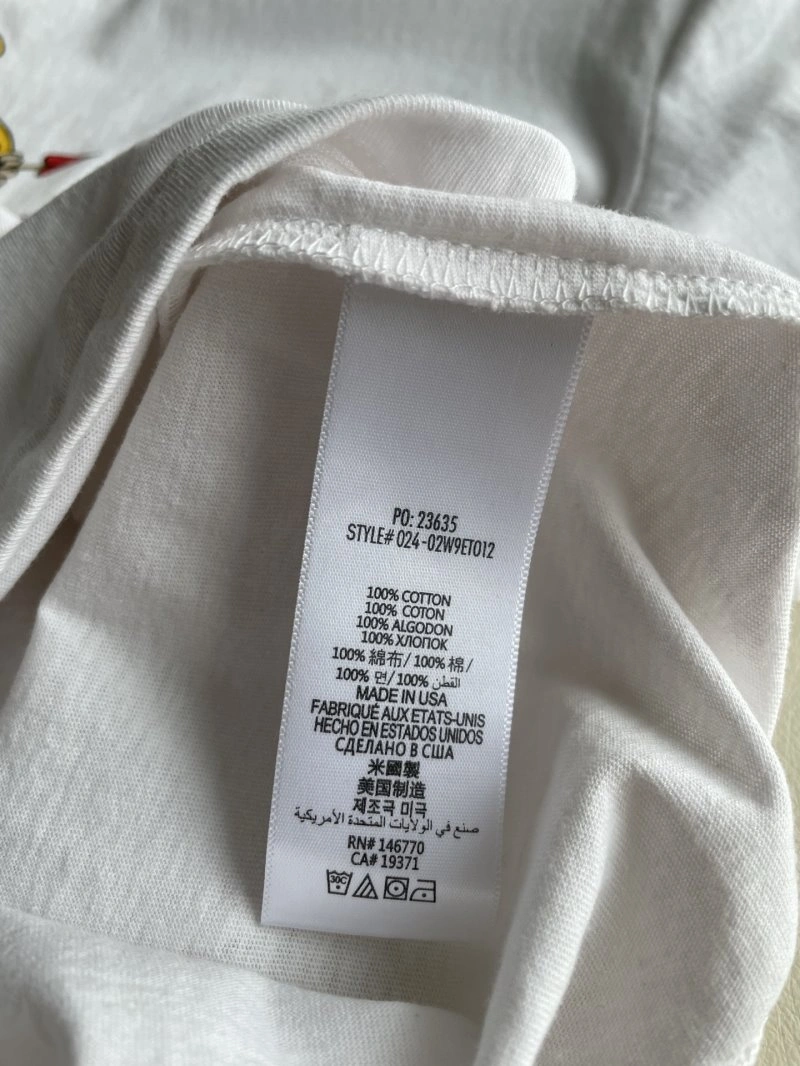 PO: 23635
STYLE# 024-02W9ET012
100% COTTON
100% COTON
100% ALGODON
100% ХЛОПОК
100% 綿布/ 100% 棉/
100% 면/ 100% القطن
MADE IN USA
FABRIQUÉ AUX ETATS-UNIS
HECHO EN ESTADOS UNIDOS
СДЕЛАНО В США
米國製
美国制造
제조국 미국
صنع في الولايات المتحدة الأمريكية
RN# 146770
CA# 19371
30C